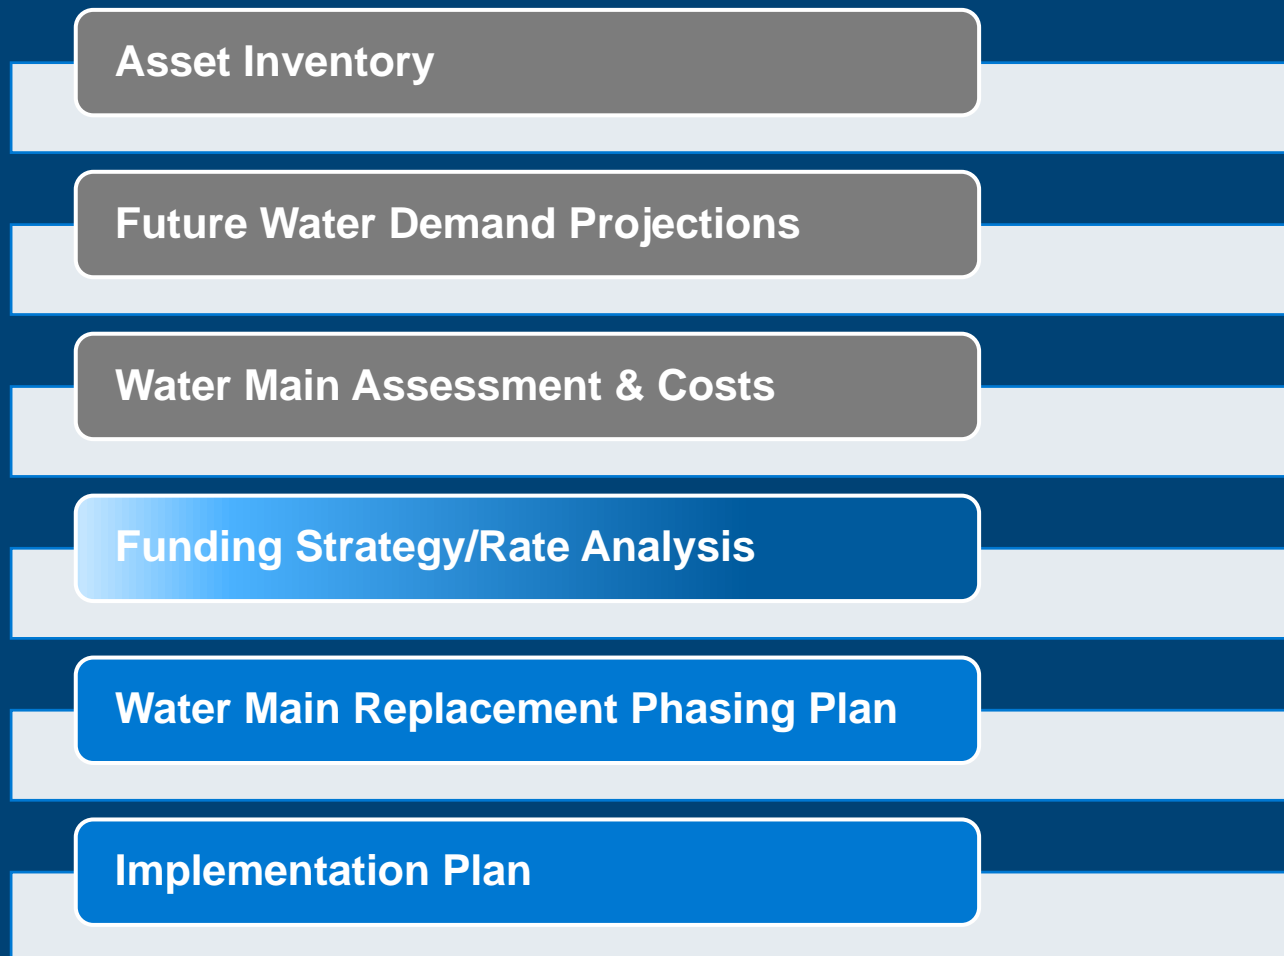 Asset Inventory
Future Water Demand Projections
Water Main Assessment & Costs
Funding Strategy/Rate Analysis
Water Main Replacement Phasing Plan
Implementation Plan